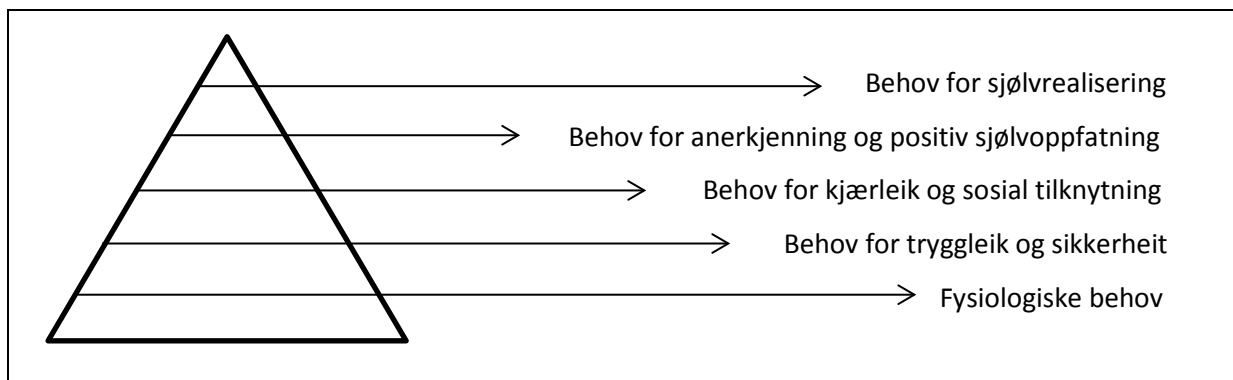 Behov for sjølvrealisering
Behov for anerkjenning og positiv sjølvoppfatning
Behov for kjærleik og sosial tilknytning
Behov for tryggleik og sikkerheit
Fysiologiske behov